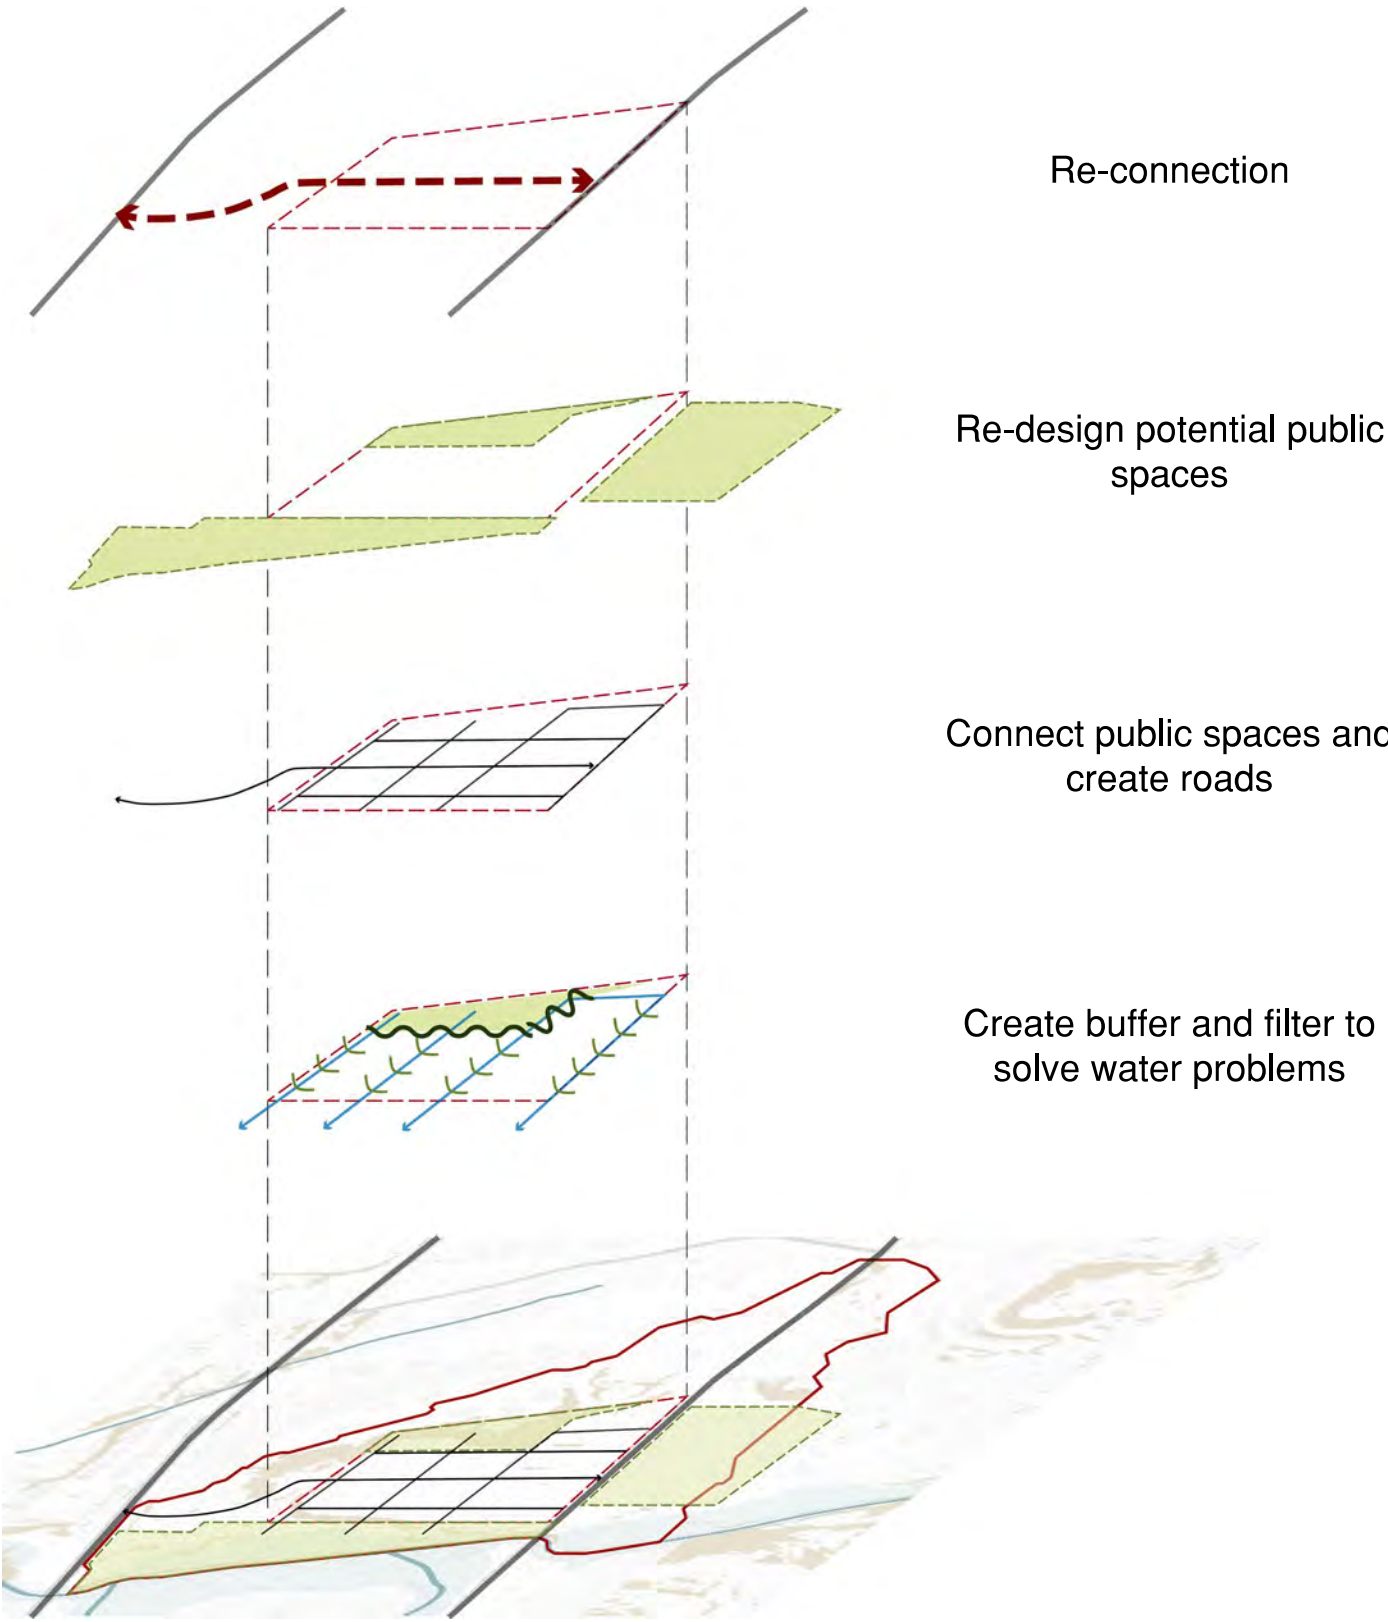 Re-connection
Re-design potential public
spaces
Connect public spaces and
create roads
Create buffer and filter to
solve water problems